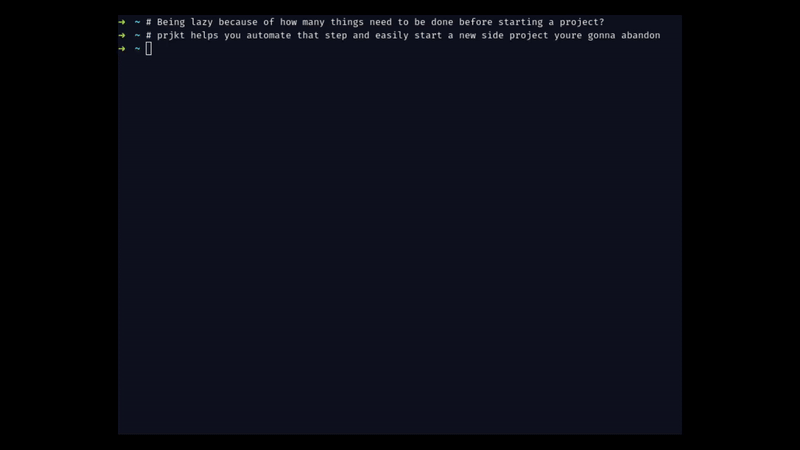 ➜ ~ # Being lazy because of how many things need to be done before starting a project?
➜ ~ # prjkt helps you automate that step and easily start a new side project youre gonna abandon
➜ ~